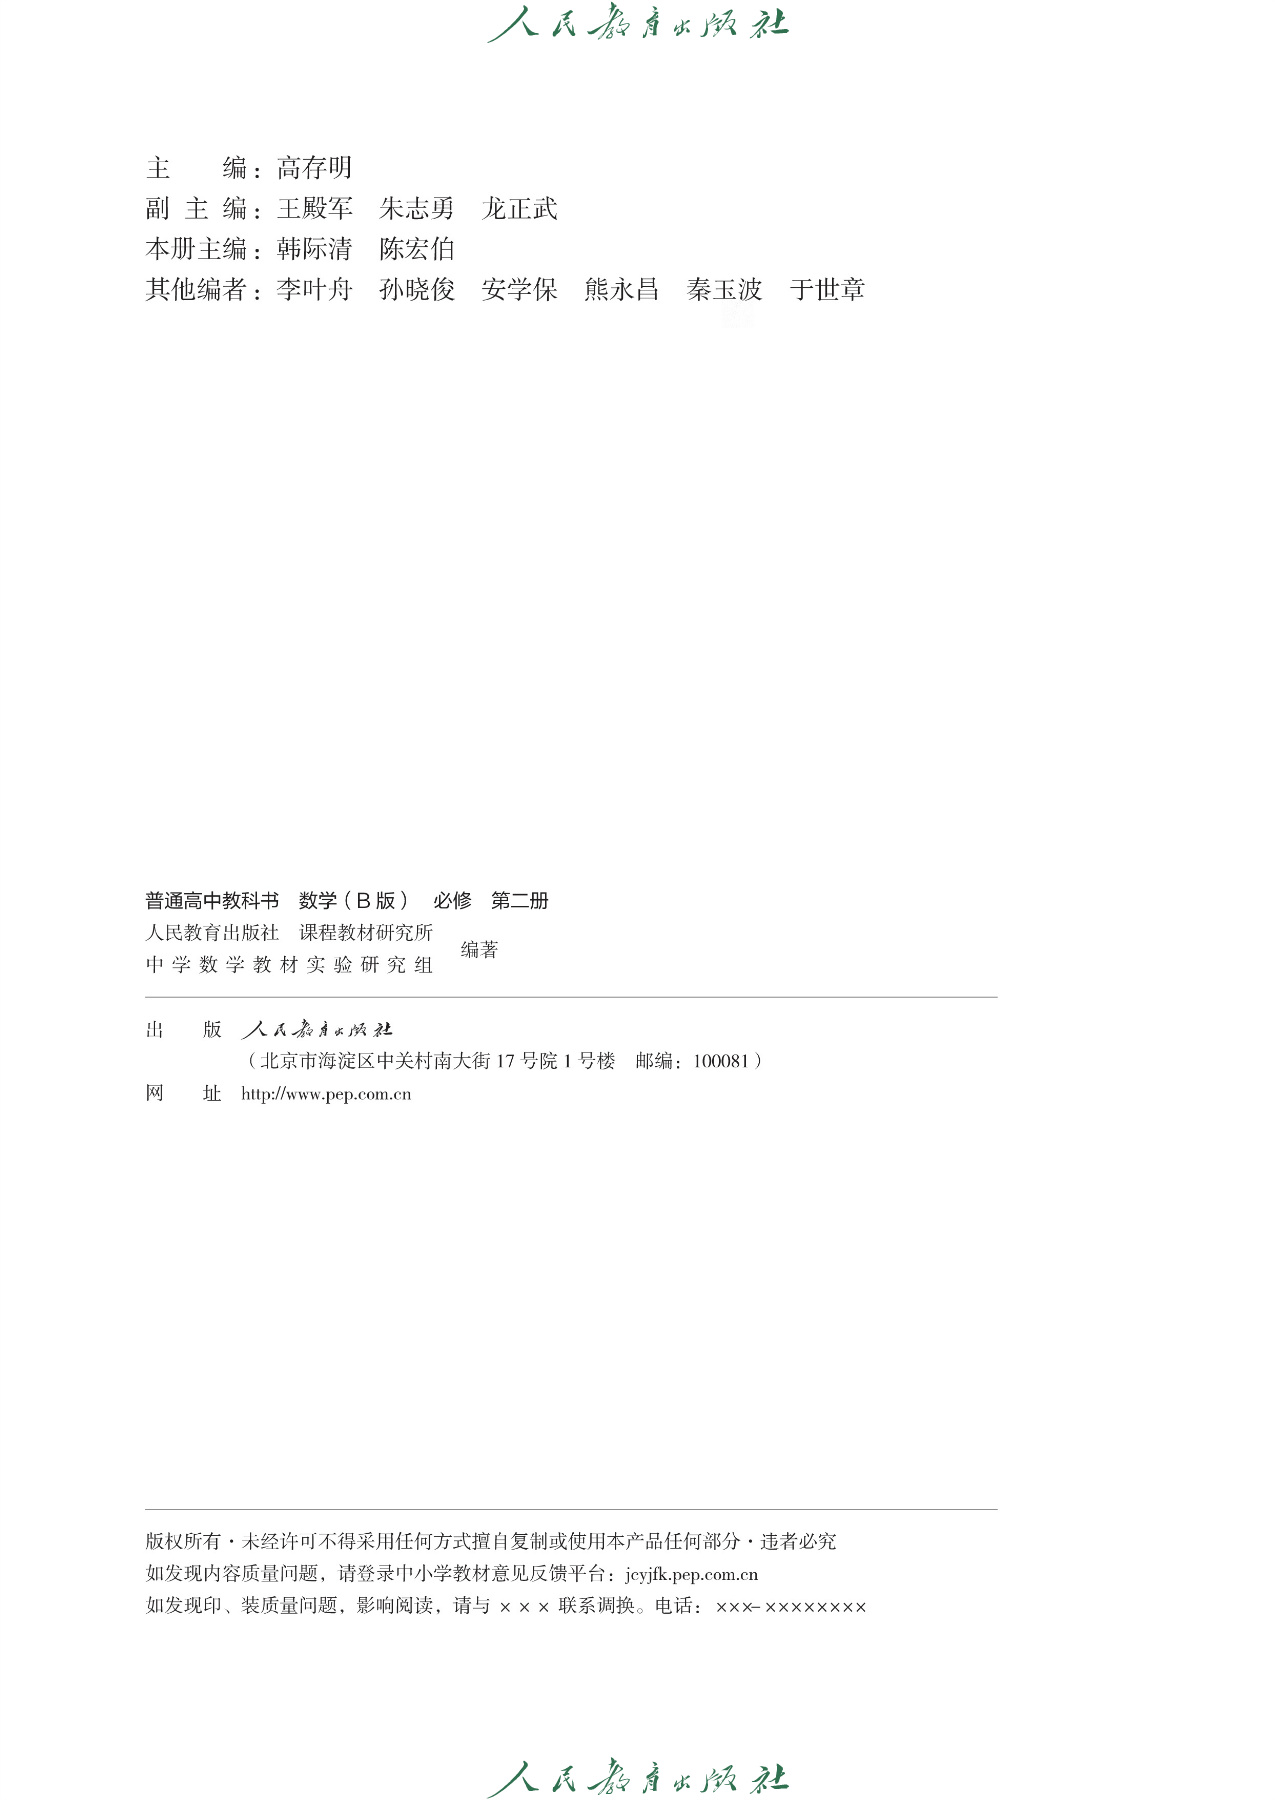 人民教育出版社
主　　编：高存明
副 主 编：王殿军　朱志勇　龙正武
本册主编：韩际清　陈宏伯
其他编者：李叶舟　孙晓俊　安学保　熊永昌　秦玉波　于世章
普通高中教科书　数学（B版）　必修　第二册
人民教育出版社　课程教材研究所
中学数学教材实验研究组
编著
出　　版　人民教育出版社
（北京市海淀区中关村南大街 17 号院 1 号楼　邮编：100081）
网　　址　http://www.pep.com.cn
版权所有·未经许可不得采用任何方式擅自复制或使用本产品任何部分·违者必究
如发现内容质量问题，请登录中小学教材意见反馈平台：jcyjfk.pep.com.cn
如发现印、装质量问题，影响阅读，请与 ××× 联系调换。电话：×××-××××××××
人民教育出版社